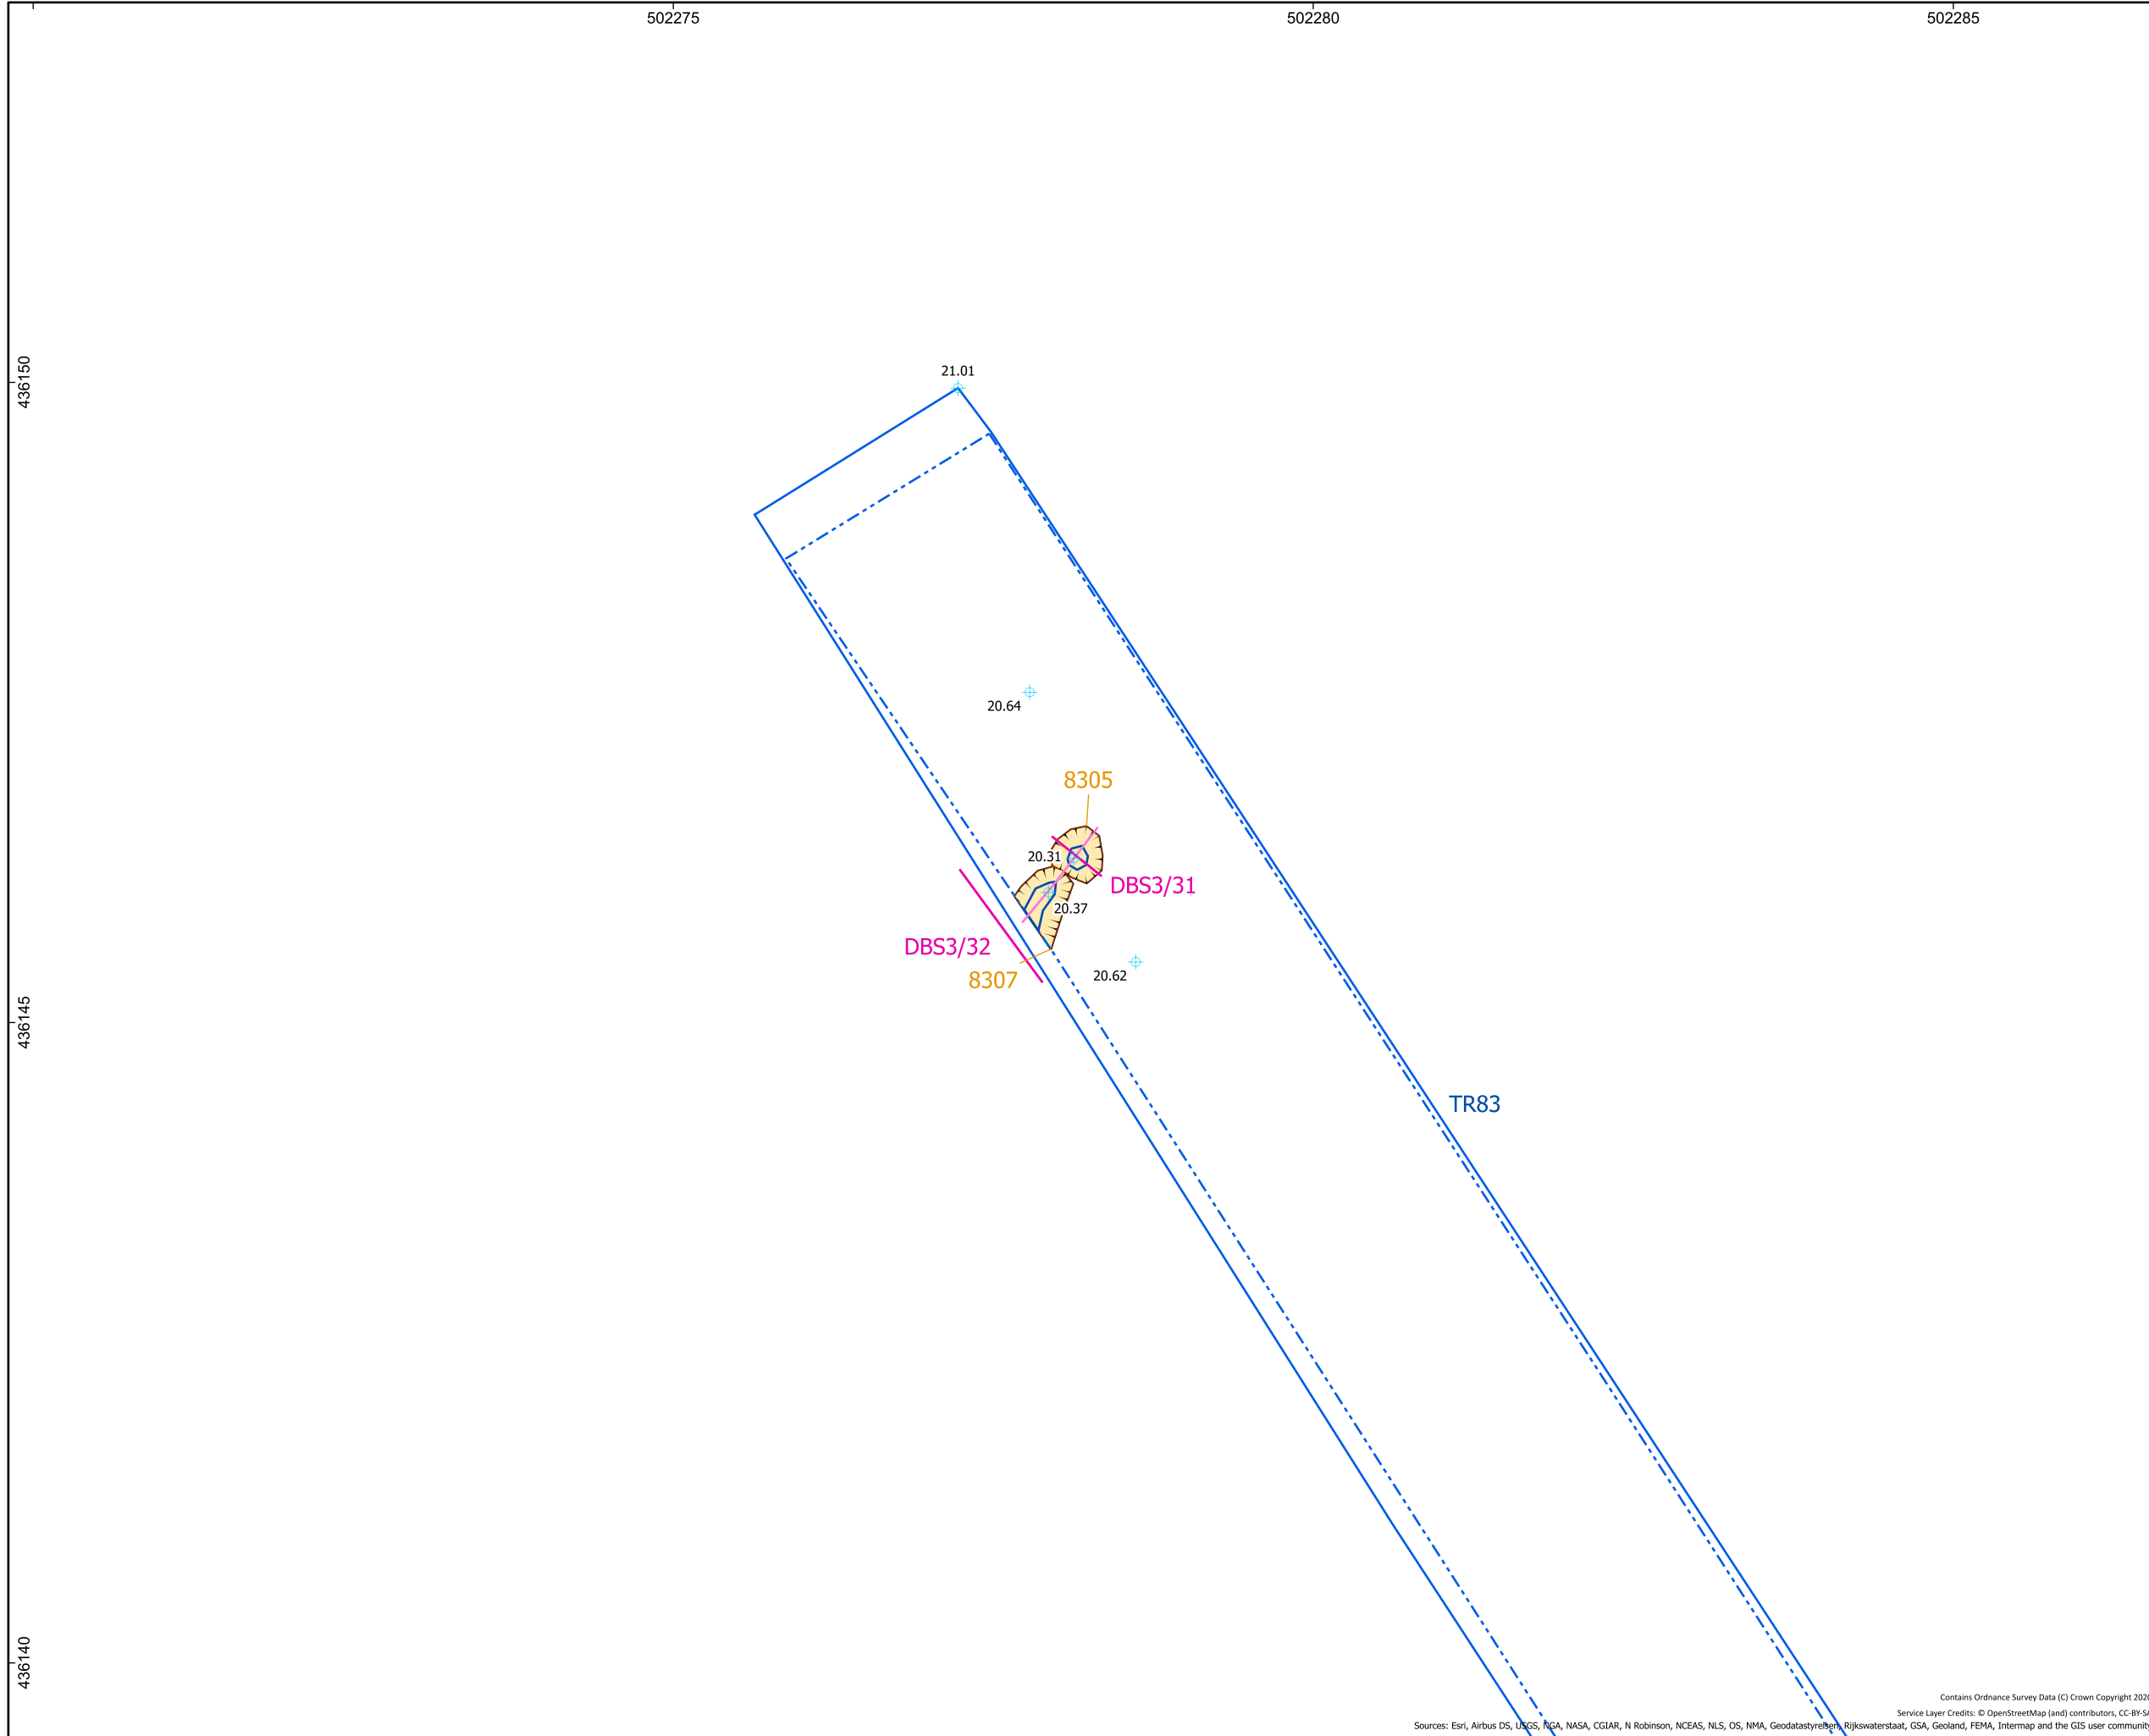 502275
502280
502285
436150
21.01
20.64
8305
20.31
DBS3/31
20.37
DBS3/32
20.62
8307
436145
TR83
436140
Contains Ordnance Survey Data (C) Crown Copyright 2020
Service Layer Credits: © OpenStreetMap (and) contributors, CC-BY-S
Sources: Esri, Airbus DS, USGS, NGA, NASA, CGIAR, N Robinson, NCEAS, NLS, OS, NMA, Geodatastyrelsen, Rijkswaterstaat, GSA, Geoland, FEMA, Intermap and the GIS user communit